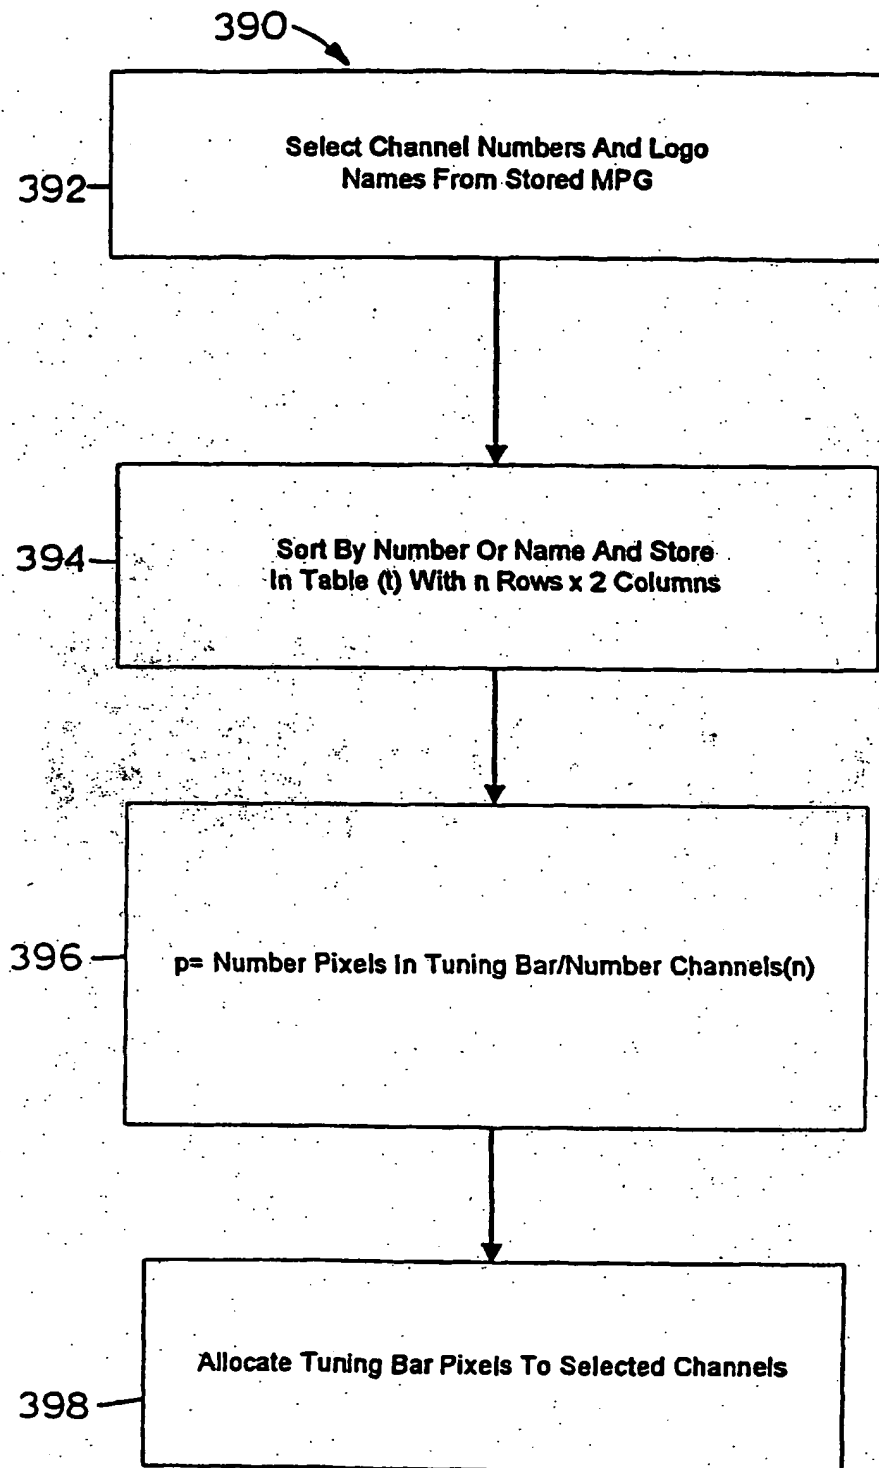 390
392
Select Channel Numbers And Logo
Names From Stored MPG
394
Sort By Number Or Name And Store
In Table (t) With n Rows x 2 Columns
396
p= Number Pixels In Tuning Bar/Number Channels(n)
398
Allocate Tuning Bar Pixels To Selected Channels